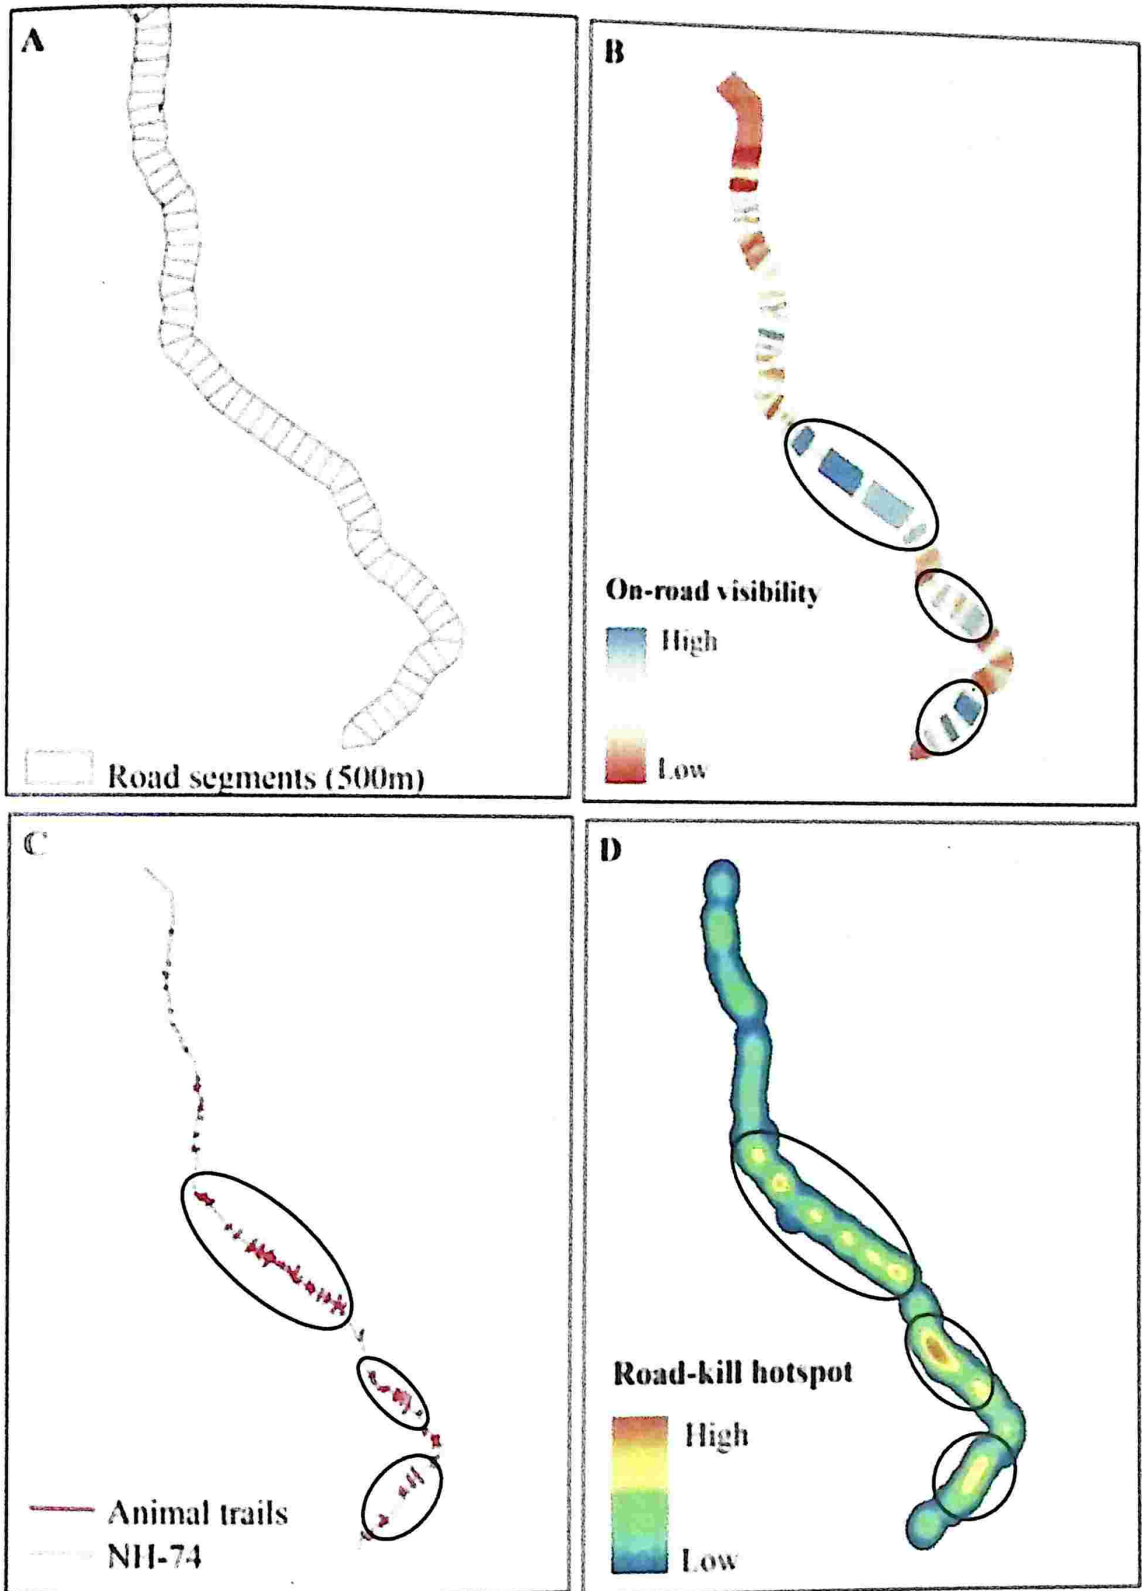 A
Road segments (500m)
B
On-road visibility
High
Low
C
Animal trails
NH-74
D
Road-kill hotspot
High
Low